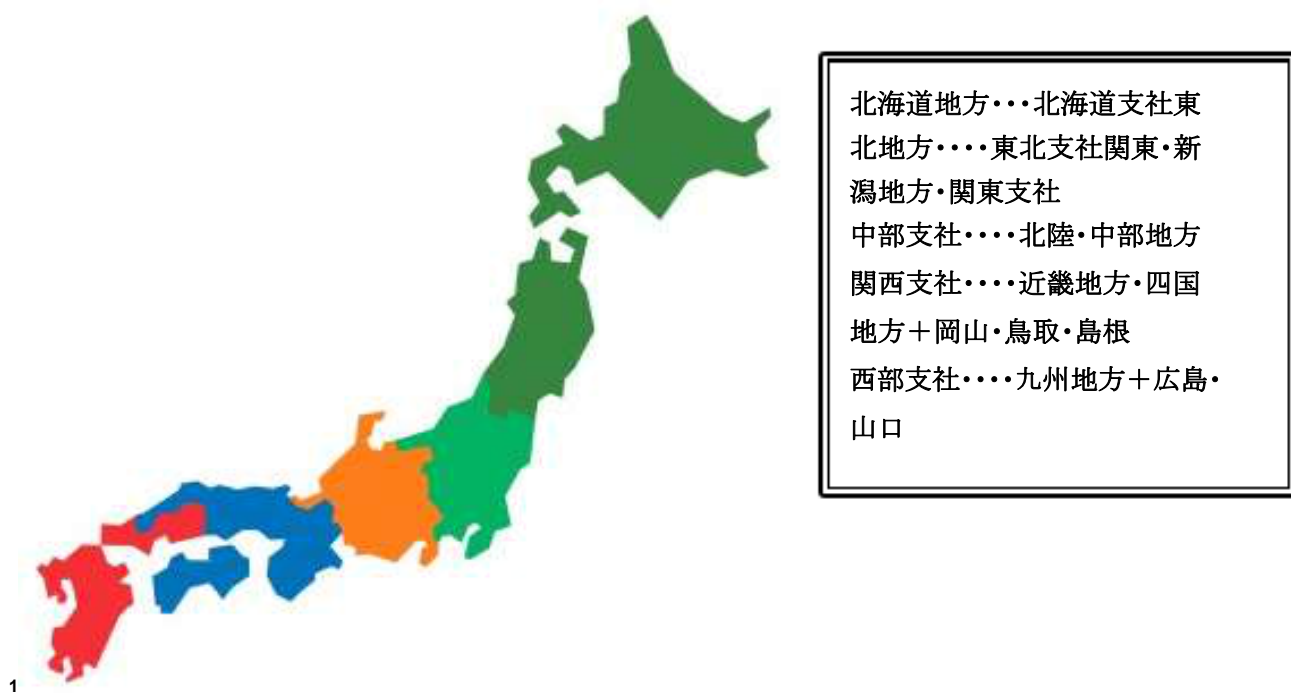 北海道地方・・・北海道支社東
北地方・・・・東北支社関東・新
潟地方・関東支社
中部支社・・・・北陸・中部地方
関西支社・・・・近畿地方・四国
地方＋岡山・鳥取・島根
西部支社・・・・九州地方＋広島・
山口
1